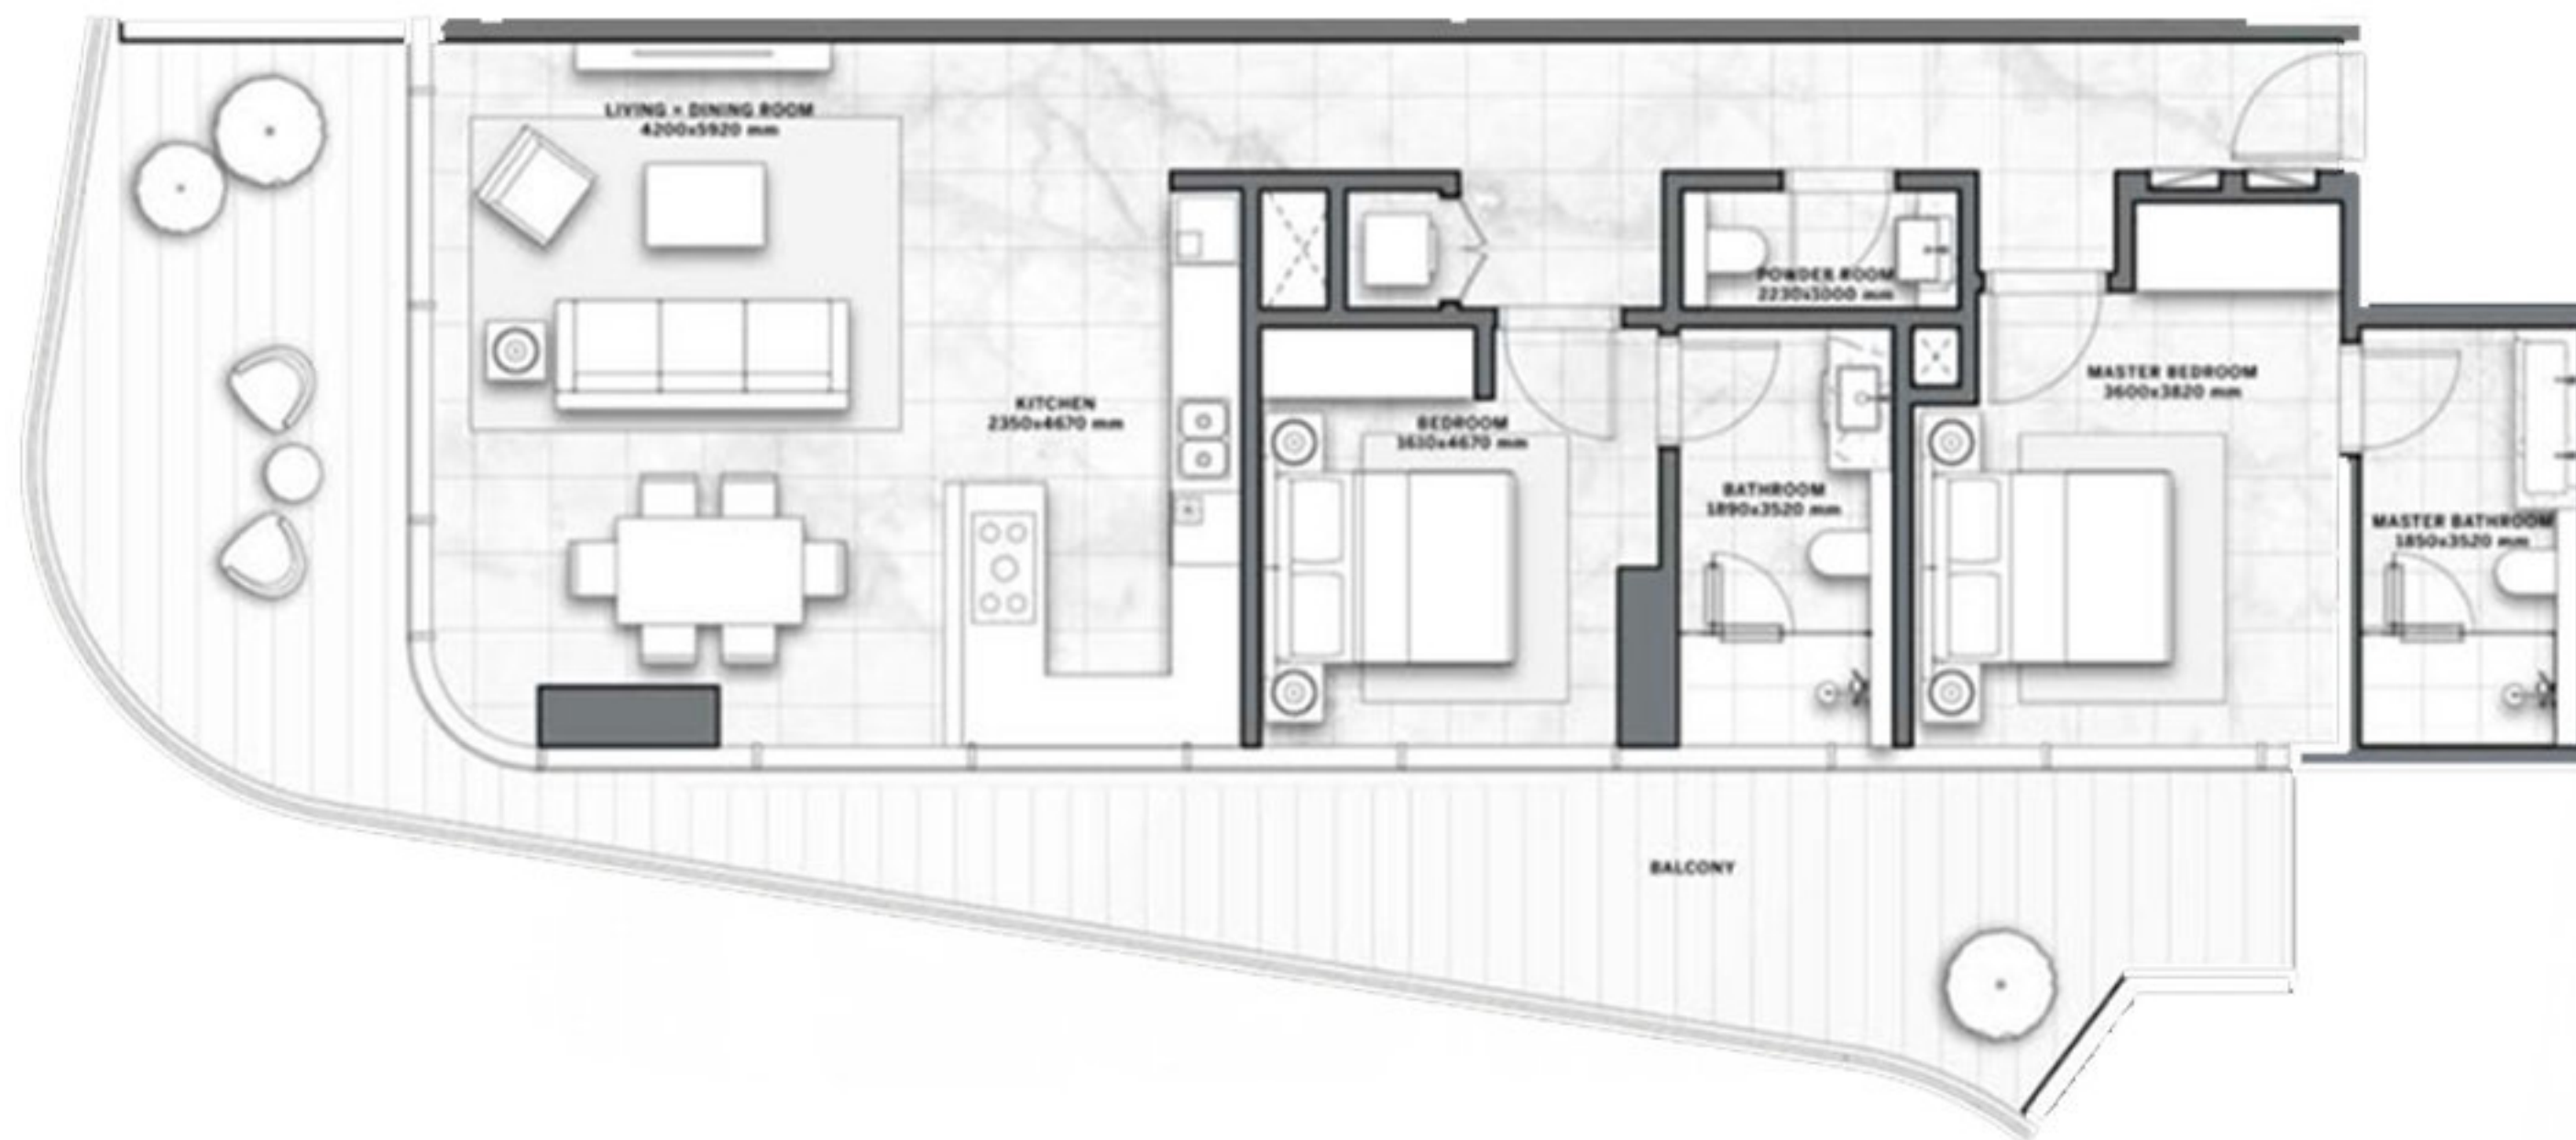 LIVING + DINING ROOM
4200x5920 mm
KITCHEN
2350x4670 mm
BEDROOM
3610x4670 mm
POWDER ROOM
2230x1000 mm
BATHROOM
1890x3520 mm
MASTER BEDROOM
3600x3820 mm
MASTER BATHROOM
1850x3520 mm
BALCONY